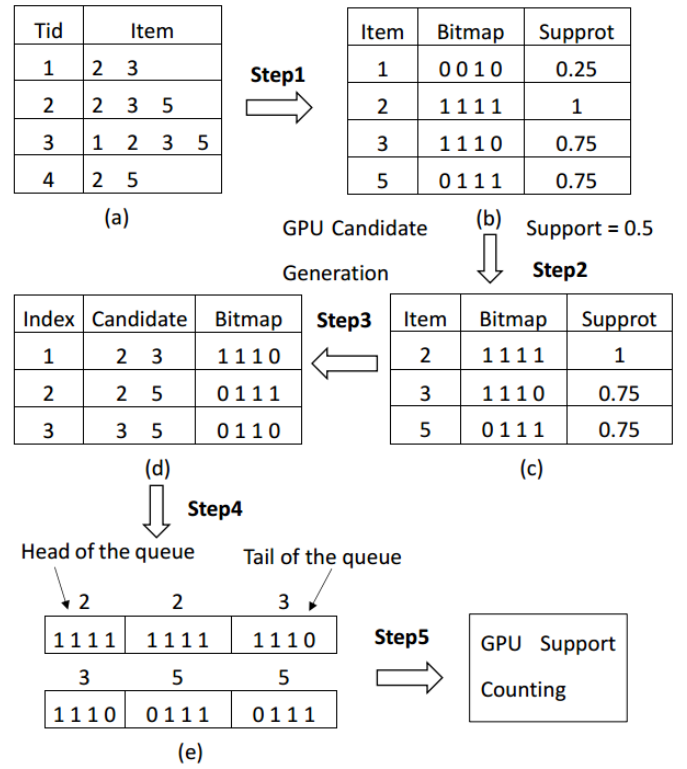 Tid Item
1 2 3
2 2 3 5
3 1 2 3 5
4 2 5
(a)
Step1
Item Bitmap Supprot
1 0 0 1 0 0.25
2 1 1 1 1 1
3 1 1 1 0 0.75
5 0 1 1 1 0.75
(b)
GPU Candidate
Generation
Support = 0.5
Step2
Item Bitmap Supprot
2 1 1 1 1 1
3 1 1 1 0 0.75
5 0 1 1 1 0.75
(c)
Step3
Index Candidate Bitmap
1 2 3 1 1 1 0
2 2 5 0 1 1 1
3 3 5 0 1 1 0
(d)
Step4
Head of the queue Tail of the queue
2 2 3
1 1 1 1 1 1 1 1 1 1 1 0
3 5 5
1 1 1 0 0 1 1 1 0 1 1 1
(e)
Step5
GPU Support
Counting